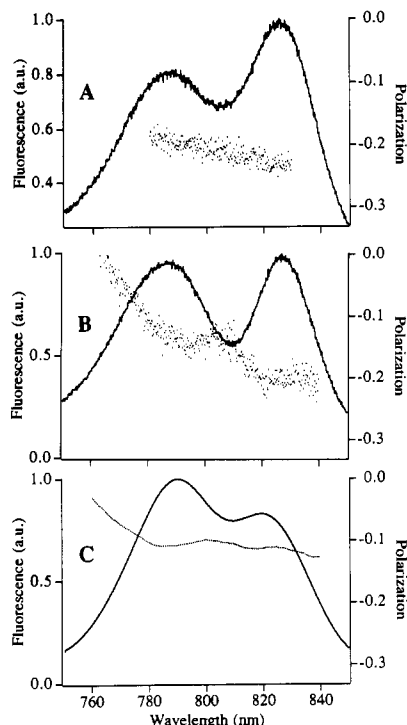 1.0
0.8
0.6
0.4
Fluorescence (a.u.)
A
-0.0
-0.1
-0.2
-0.3
Polarization
1.0
0.5
0.0
Fluorescence (a.u.)
B
-0.0
-0.1
-0.2
-0.3
Polarization
1.0
0.5
0.0
Fluorescence (a.u.)
C
-0.0
-0.1
-0.2
-0.3
Polarization
760 780 800 820 840
Wavelength (nm)